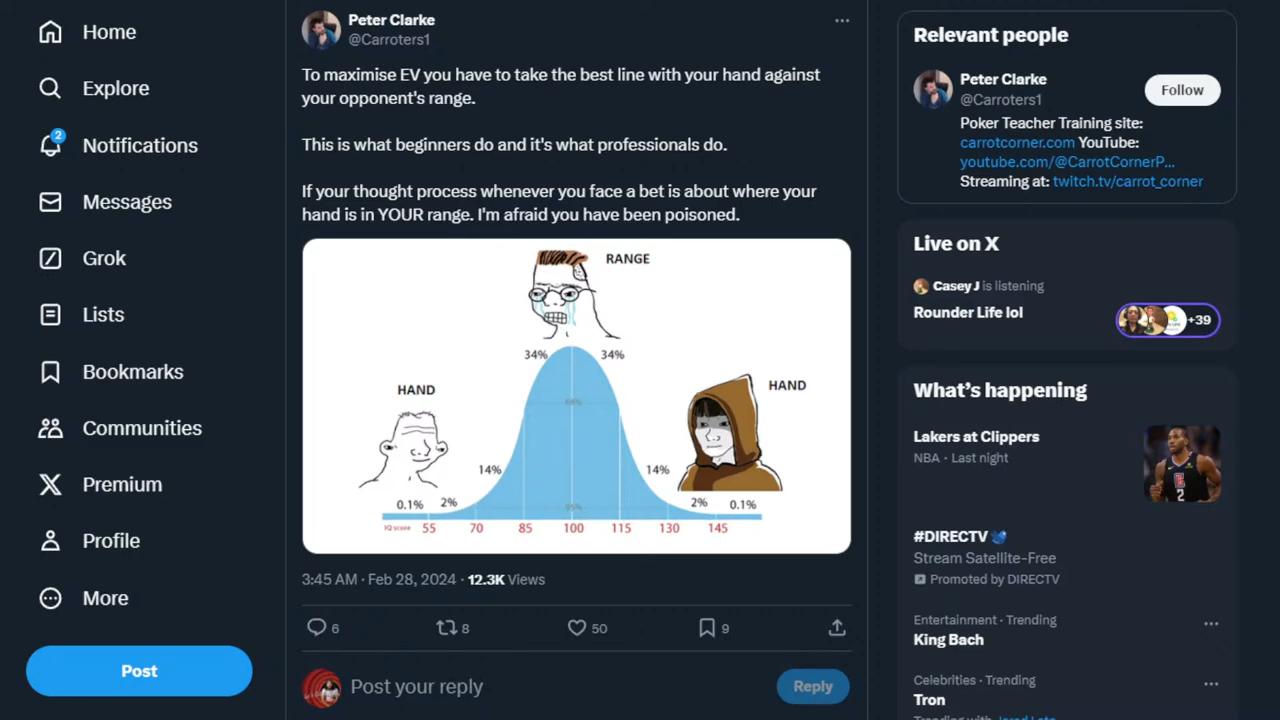 Home
Explore
2
Notifications
Messages
Grok
Lists
Bookmarks
Communities
Premium
Profile
More
Post
Peter Clarke
@Carroters1
To maximise EV you have to take the best line with your hand against
your opponent's range.
This is what beginners do and it's what professionals do.
If your thought process whenever you face a bet is about where your
hand is in YOUR range. I'm afraid you have been poisoned.
RANGE
34% 34%
HAND
HAND
14% 14%
0.1% 2% 2% 0.1%
IQ score 55 70 85 100 115 130 145
3:45 AM · Feb 28, 2024 · 12.3K Views
6 8 50 9
Post your reply
Reply
Relevant people
Peter Clarke
@Carroters1
Follow
Poker Teacher Training site:
carrotcorner.com YouTube:
youtube.com/@CarrotCornerP...
Streaming at: twitch.tv/carrot_corner
Live on X
Casey J is listening
Rounder Life lol
+39
What's happening
Lakers at Clippers
NBA · Last night
#DIRECTV
Stream Satellite-Free
Promoted by DIRECTV
Entertainment · Trending
King Bach
Celebrities · Trending
Tron
Trending with